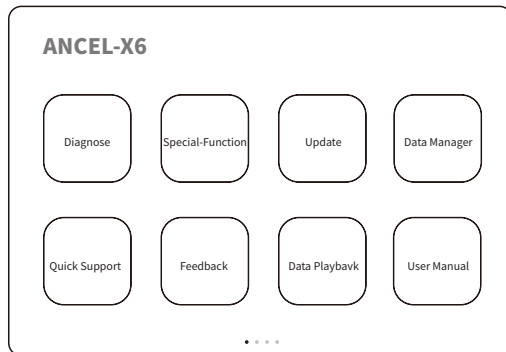 ANCEL-X6
Diagnose
Special-Function
Update
Data Manager
Quick Support
Feedback
Data Playbavk
User Manual